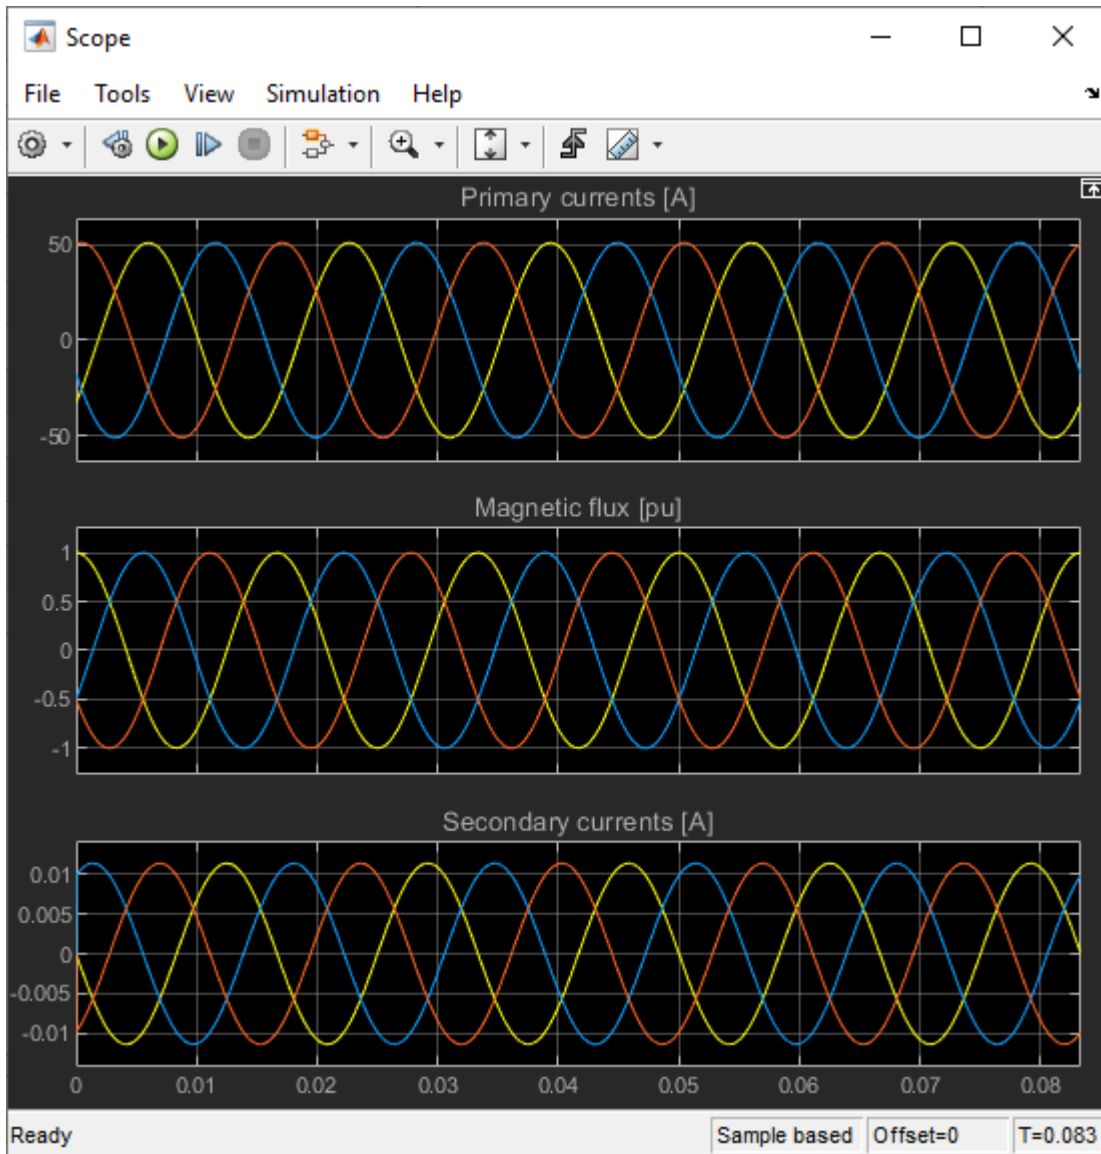 Scope
File Tools View Simulation Help
Primary currents [A]
50
0
-50
Magnetic flux [pu]
1
0.5
0
-0.5
-1
Secondary currents [A]
0.01
0.005
0
-0.005
-0.01
0 0.01 0.02 0.03 0.04 0.05 0.06 0.07 0.08
Ready Sample based Offset=0 T=0.083